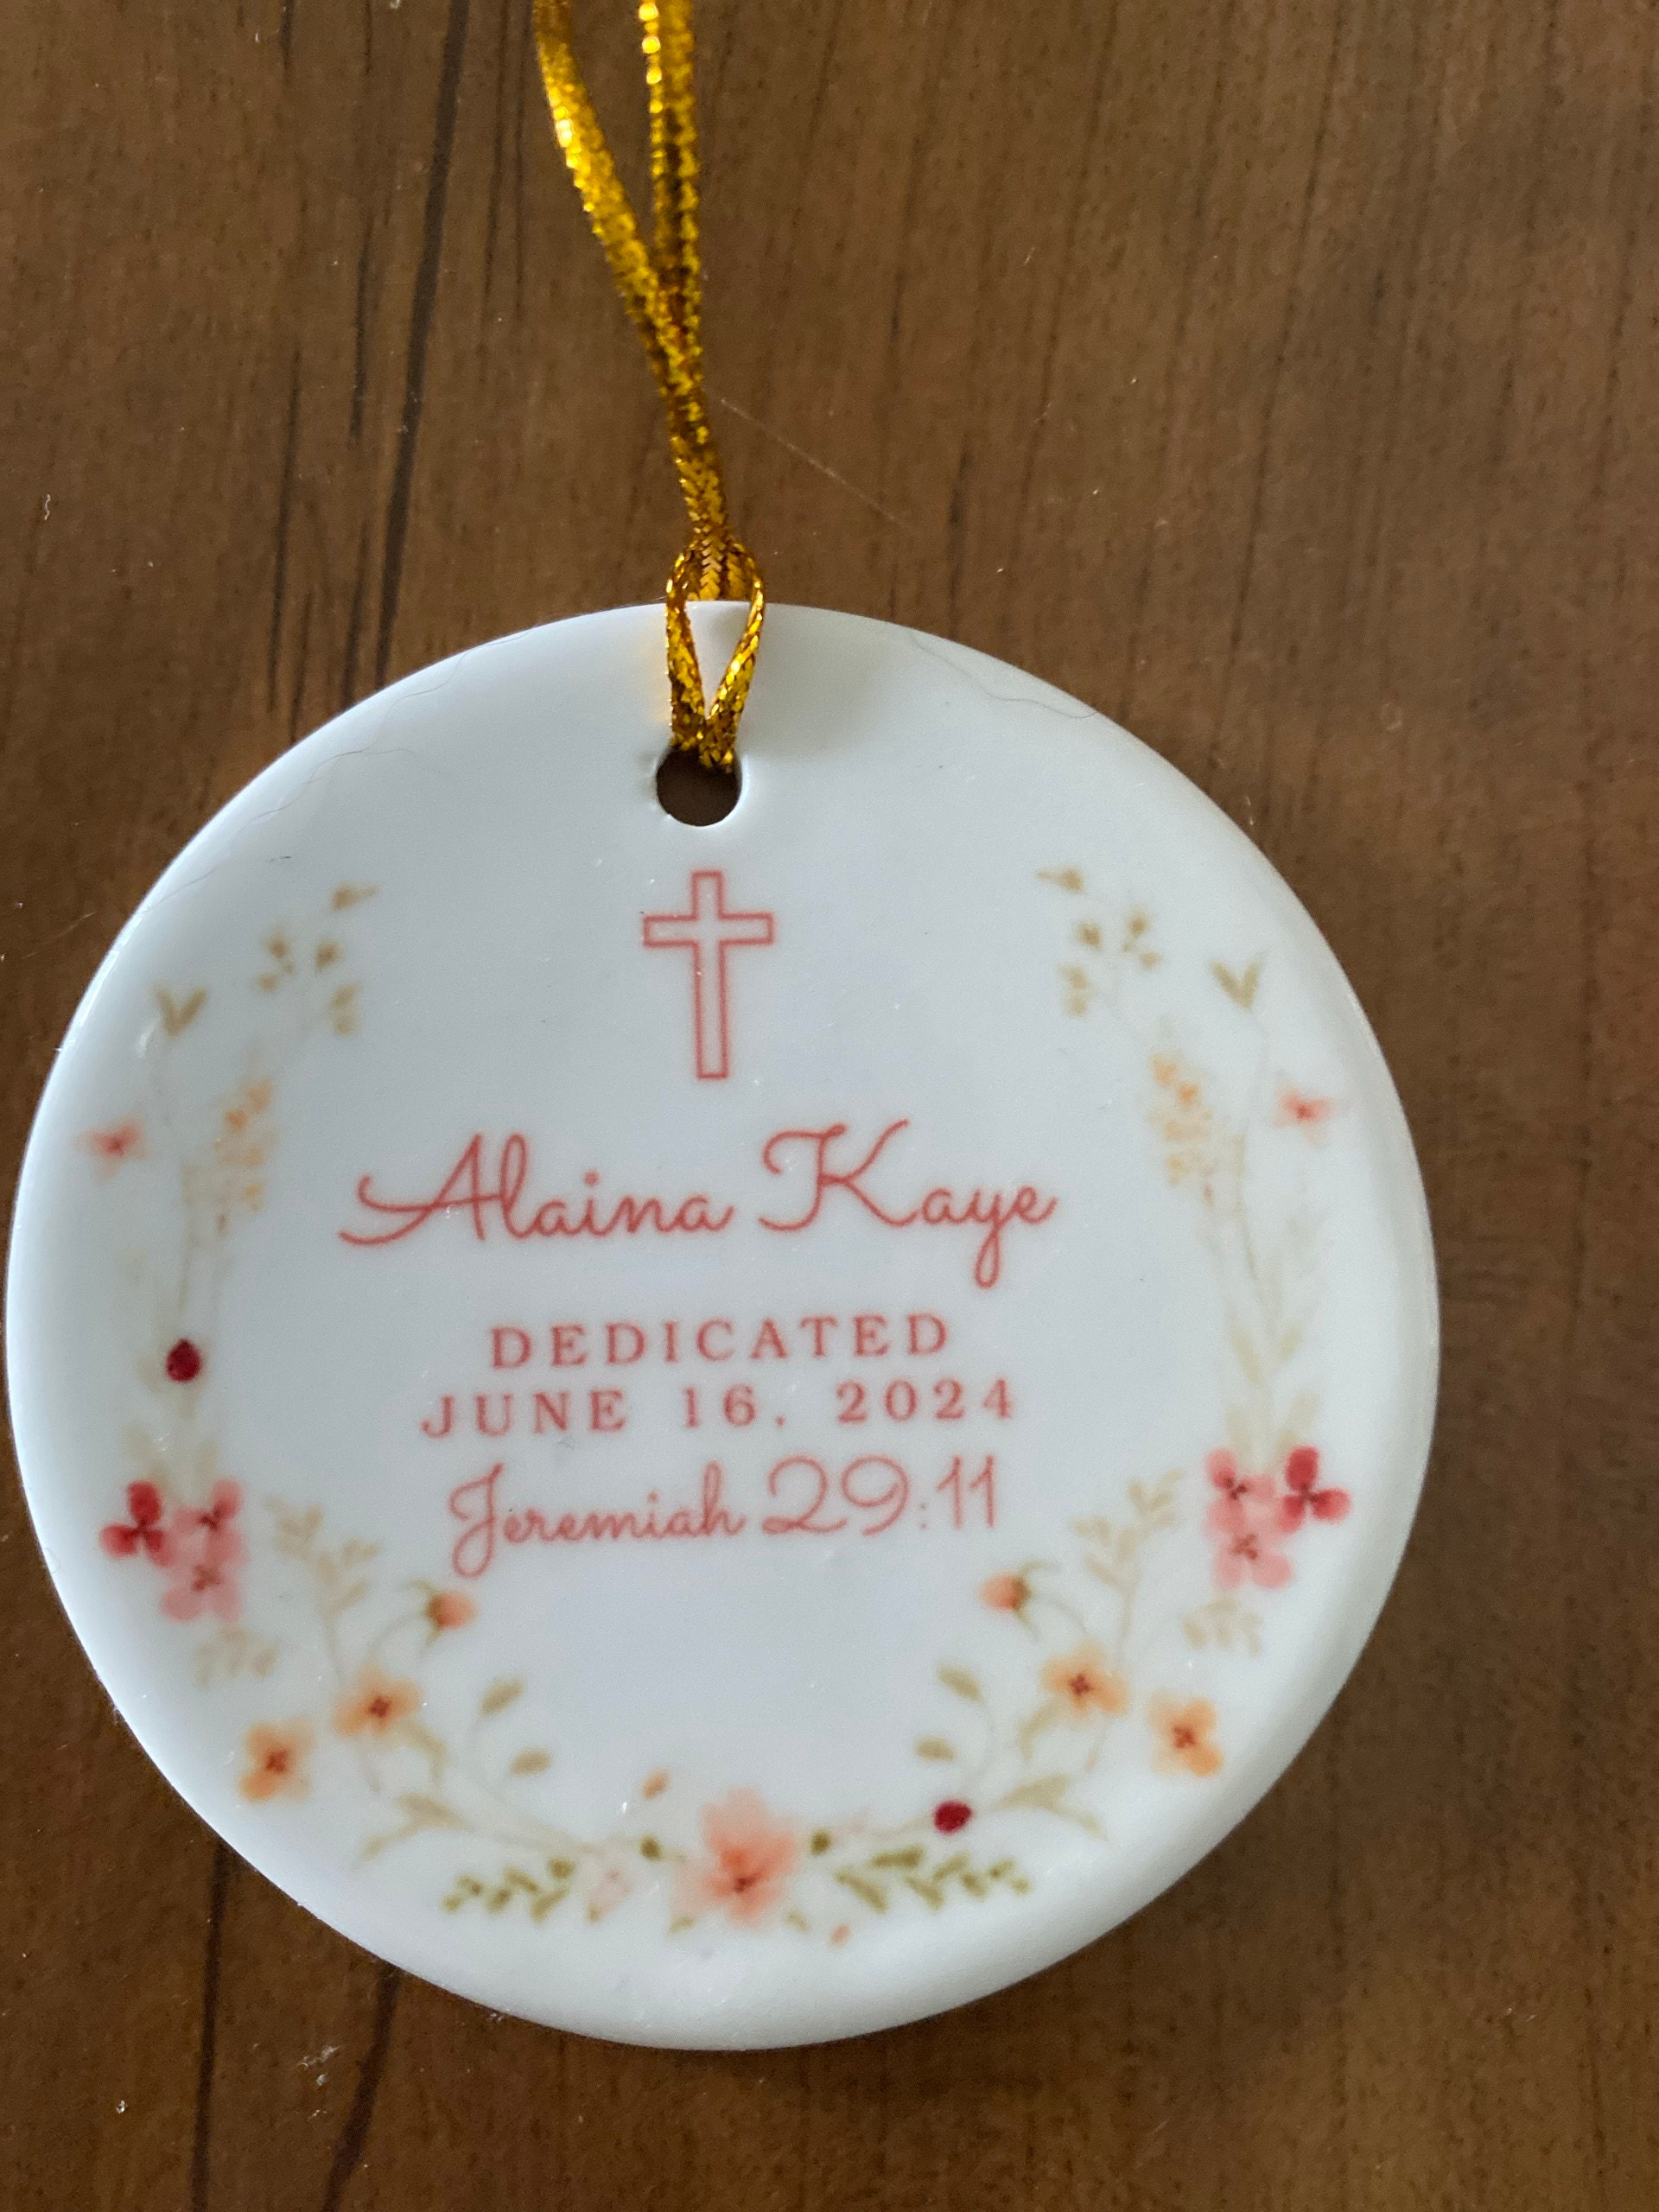 Alaina Kaye
DEDICATED
JUNE 16, 2024
Jeremiah 29:11